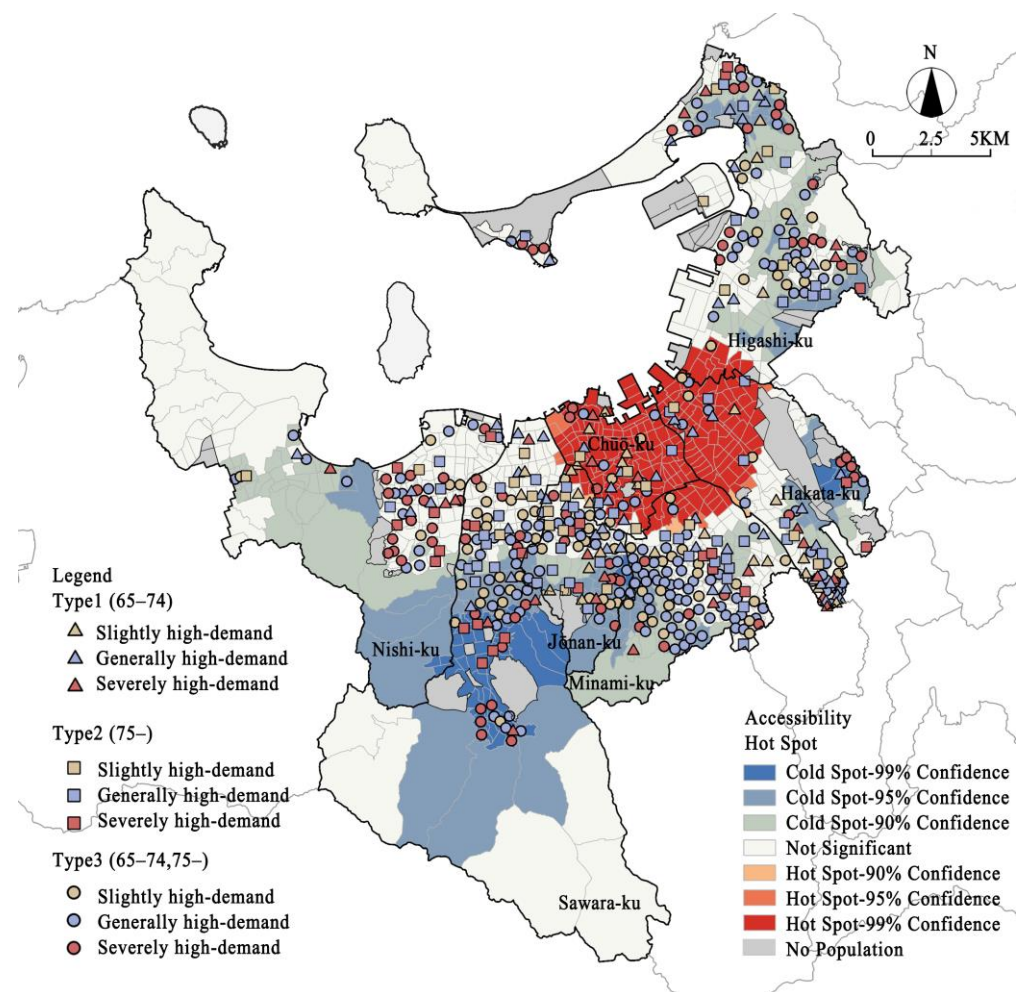 N
0 2.5 5KM
Higashi-ku
Chūō-ku
Hakata-ku
Nishi-ku
Jōnan-ku
Minami-ku
Sawara-ku
Legend
Type1 (65–74)
Slightly high-demand
Generally high-demand
Severely high-demand
Type2 (75–)
Slightly high-demand
Generally high-demand
Severely high-demand
Type3 (65–74,75–)
Slightly high-demand
Generally high-demand
Severely high-demand
Accessibility
Hot Spot
Cold Spot-99% Confidence
Cold Spot-95% Confidence
Cold Spot-90% Confidence
Not Significant
Hot Spot-90% Confidence
Hot Spot-95% Confidence
Hot Spot-99% Confidence
No Population